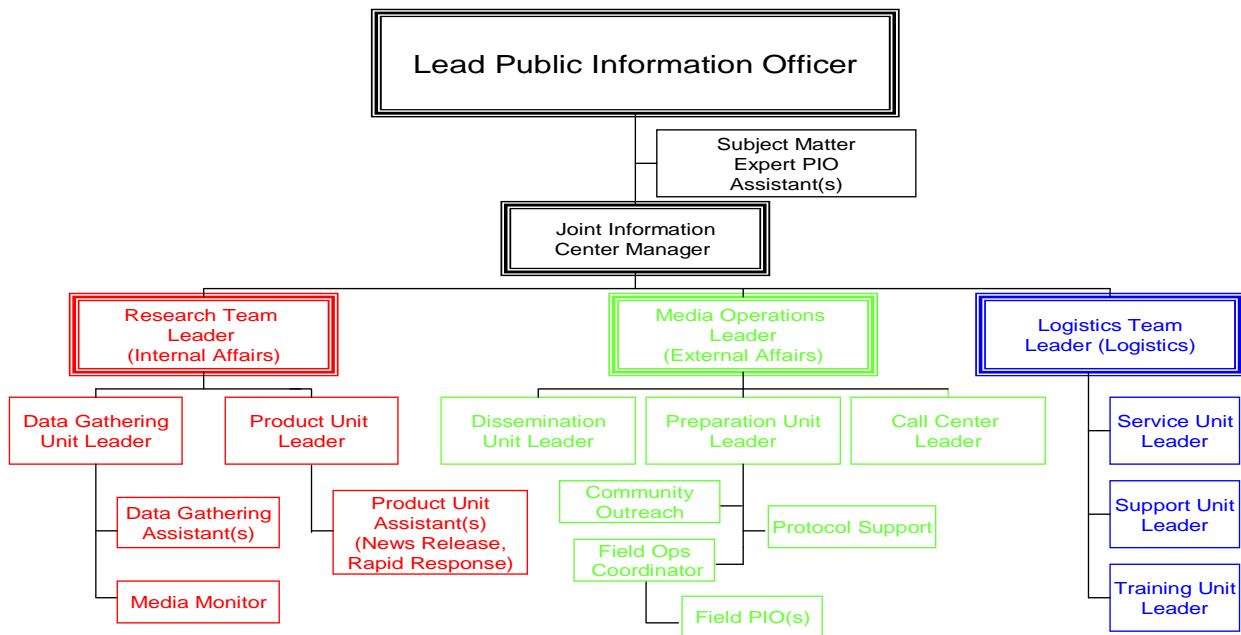 Lead Public Information Officer
Subject Matter
Expert PIO
Assistant(s)
Joint Information
Center Manager
Research Team
Leader
(Internal Affairs)
Media Operations
Leader
(External Affairs)
Logistics Team
Leader (Logistics)
Data Gathering
Unit Leader
Product Unit
Leader
Dissemination
Unit Leader
Preparation Unit
Leader
Call Center
Leader
Service Unit
Leader
Data Gathering
Assistant(s)
Product Unit
Assistant(s)
(News Release,
Rapid Response)
Community
Outreach
Protocol Support
Support Unit
Leader
Field Ops
Coordinator
Media Monitor
Field PIO(s)
Training Unit
Leader